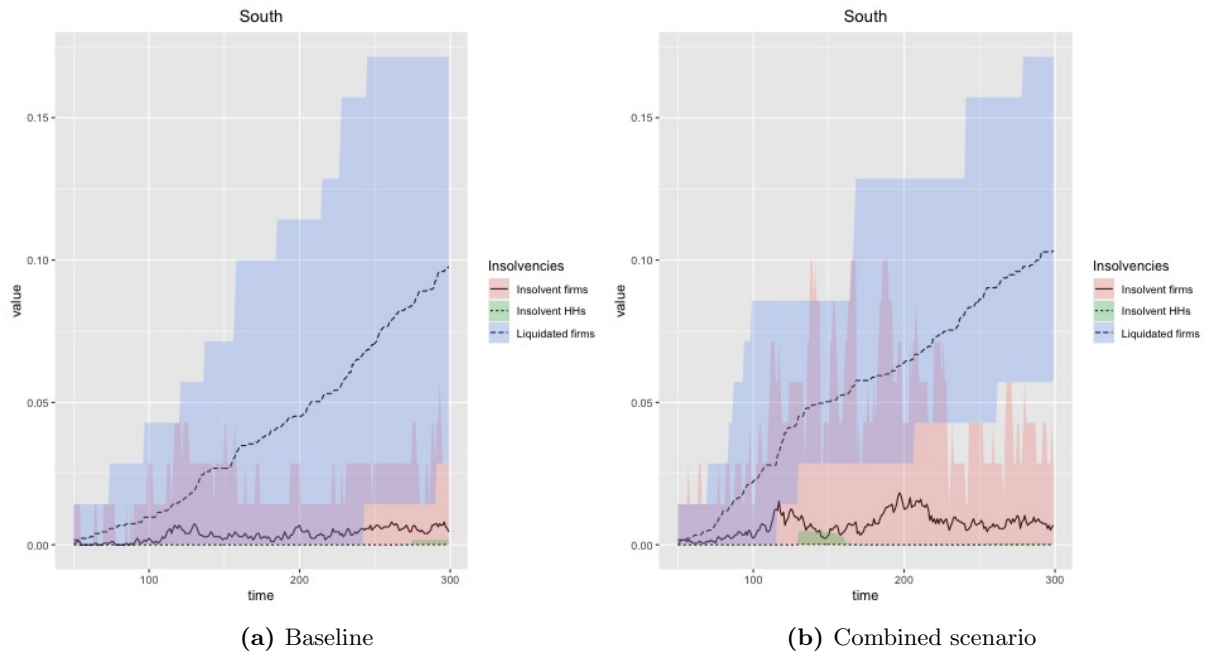 South
0.15
0.10
0.05
0.00
value
100
200
300
time
Insolvencies
Insolvent firms
Insolvent HHs
Liquidated firms
(a) Baseline
South
0.15
0.10
0.05
0.00
value
100
200
300
time
Insolvencies
Insolvent firms
Insolvent HHs
Liquidated firms
(b) Combined scenario